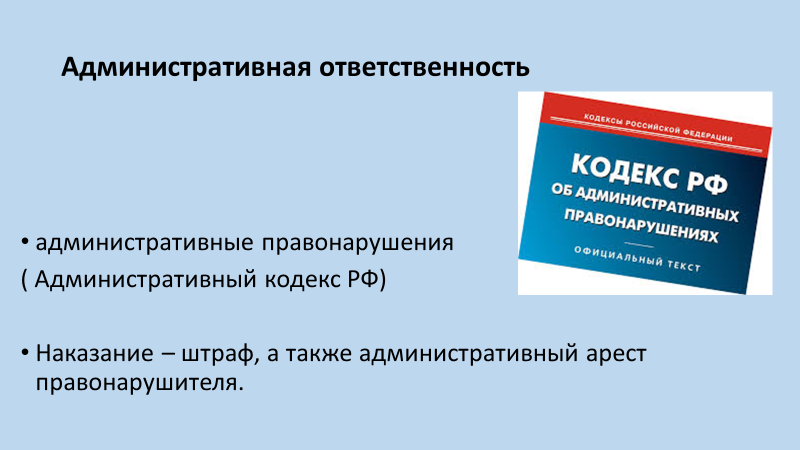 Административная ответственность
КОДЕКСЫ РОССИЙСКОЙ ФЕДЕРАЦИИ
КОДЕКС РФ
ОБ АДМИНИСТРАТИВНЫХ
ПРАВОНАРУШЕНИЯХ
ОФИЦИАЛЬНЫЙ ТЕКСТ
• административные правонарушения
( Административный кодекс РФ)
• Наказание – штраф, а также административный арест
правонарушителя.